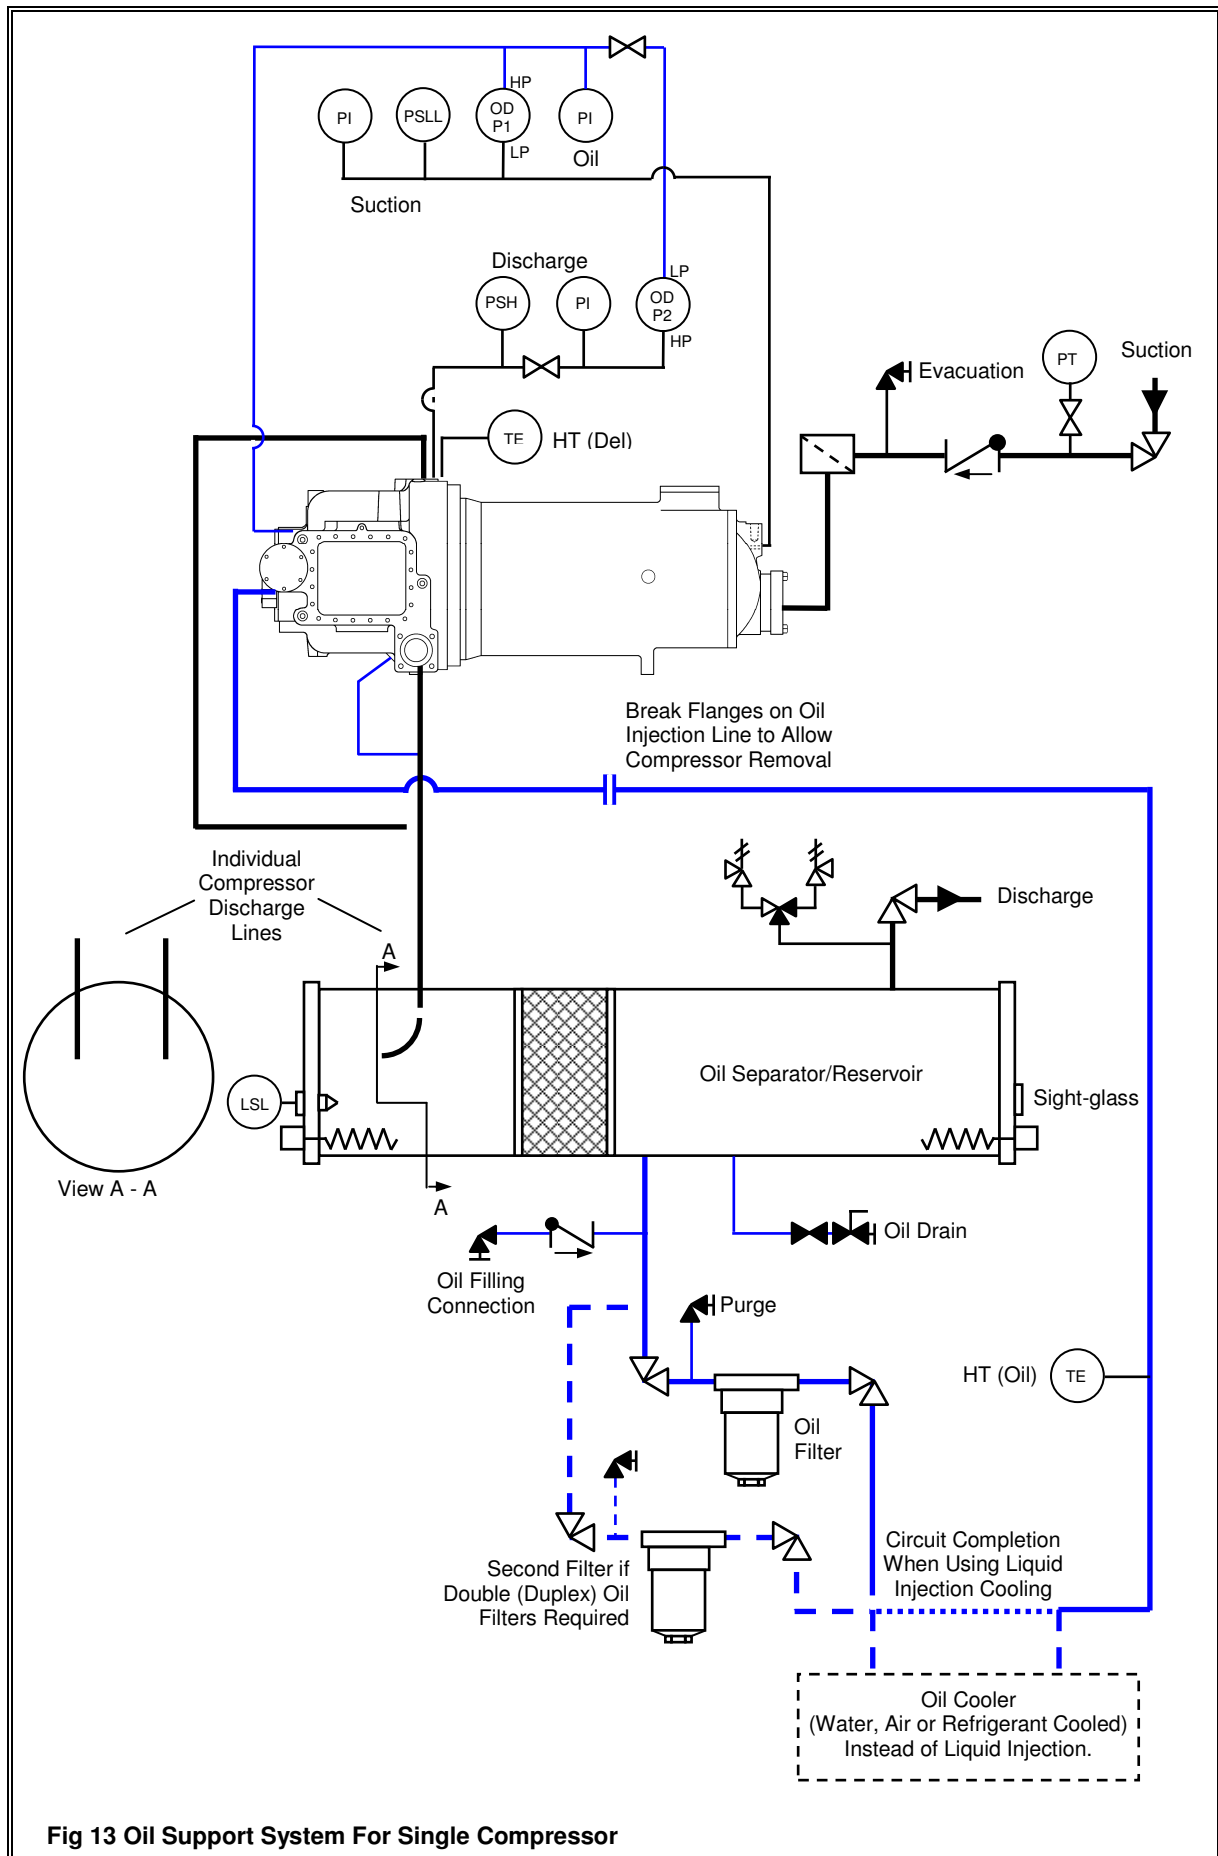 HP
PI
PSLL
OD
P1
PI
LP
Oil
Suction
Discharge
LP
PSH
PI
OD
P2
HP
PT
Suction
Evacuation
TE
HT (Del)
Break Flanges on Oil
Injection Line to Allow
Compressor Removal
Individual
Compressor
Discharge
Lines
Discharge
A
Oil Separator/Reservoir
LSL
Sight-glass
View A - A
A
Oil Drain
Oil Filling
Connection
Purge
HT (Oil)
TE
Oil
Filter
Circuit Completion
When Using Liquid
Injection Cooling
Second Filter if
Double (Duplex) Oil
Filters Required
Oil Cooler
(Water, Air or Refrigerant Cooled)
Instead of Liquid Injection.
Fig 13 Oil Support System For Single Compressor